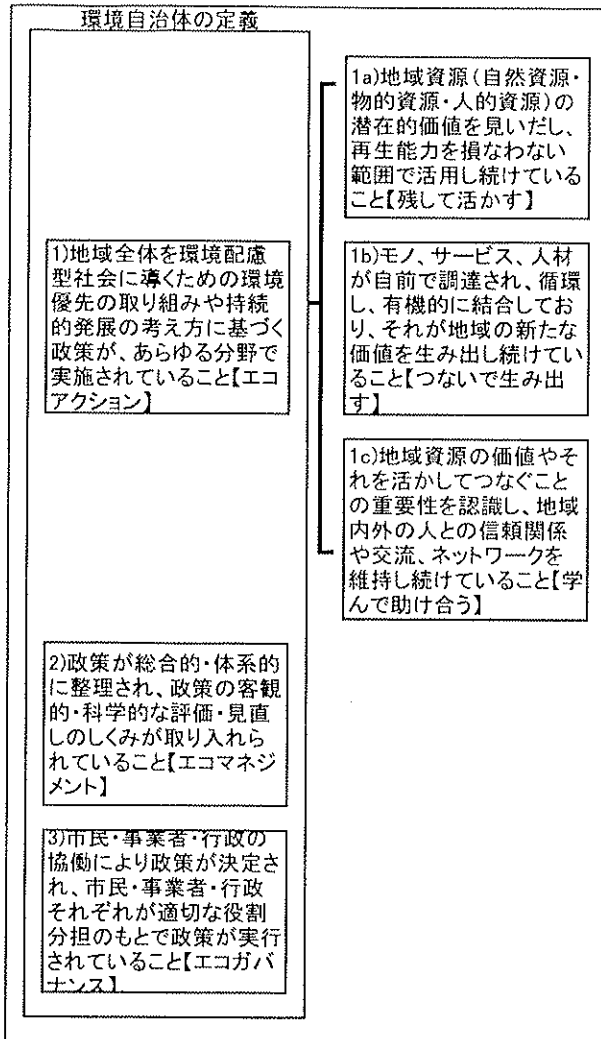 環境自治体の定義
1)地域全体を環境配慮
型社会に導くための環境
優先の取り組みや持続
的発展の考え方に基づく
政策が、あらゆる分野で
実施されていること【エコ
アクション】
1a)地域資源(自然資源・
物的資源・人的資源)の
潜在的価値を見いだし、
再生能力を損なわない
範囲で活用し続けている
こと【残して活かす】
1b)モノ、サービス、人材
が自前で調達され、循環
し、有機的に結合してお
り、それが地域の新たな
価値を生み出し続けてい
ること【つないで生み出
す】
1c)地域資源の価値やそ
れを活かしてつなぐこと
の重要性を認識し、地域
内外の人との信頼関係
や交流、ネットワークを
維持し続けていること【学
んで助け合う】
2)政策が総合的・体系的
に整理され、政策の客観
的・科学的な評価・見直
しのしくみが取り入れら
れていること【エコマネジ
メント】
3)市民・事業者・行政の
協働により政策が決定さ
れ、市民・事業者・行政
それぞれが適切な役割
分担のもとで政策が実行
されていること【エコガバ
ナンス】